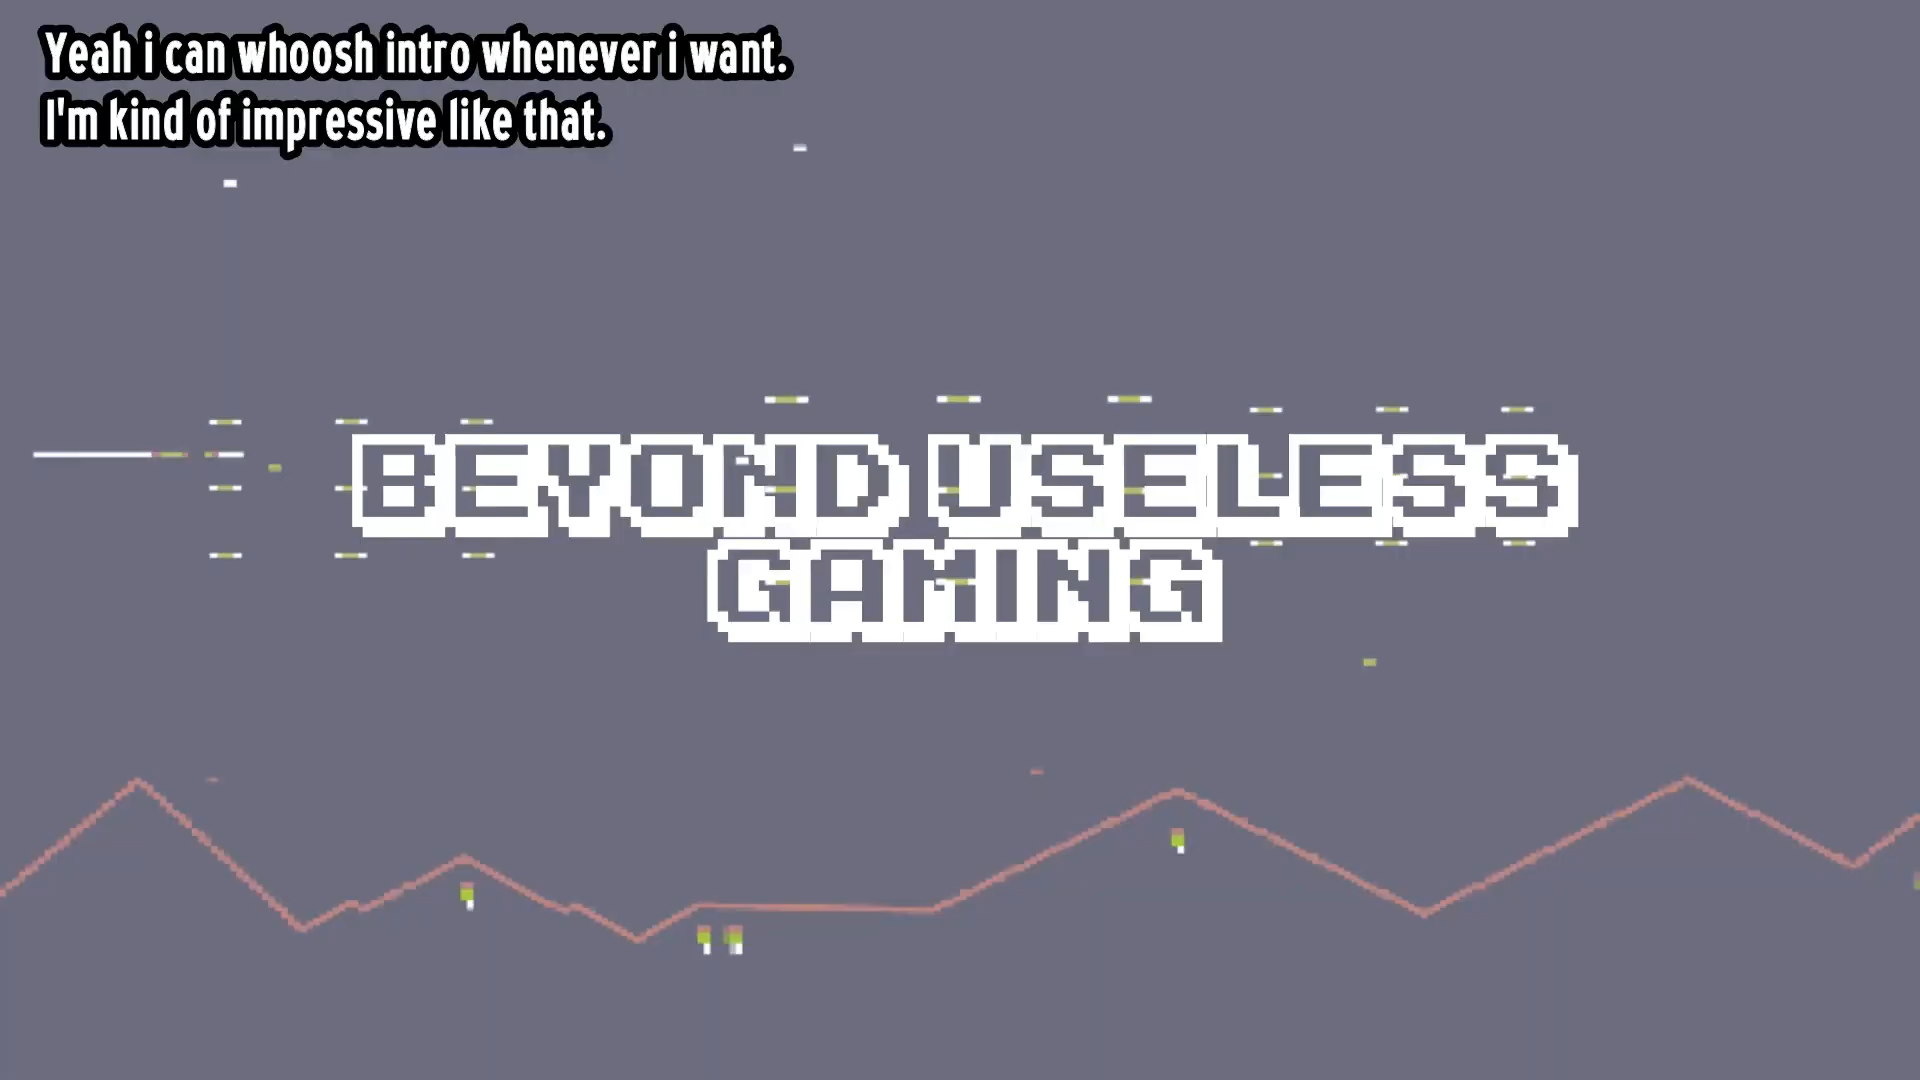 Yeah i can whoosh intro whenever i want.
I'm kind of impressive like that.
BEYOND USELESS
GAMING